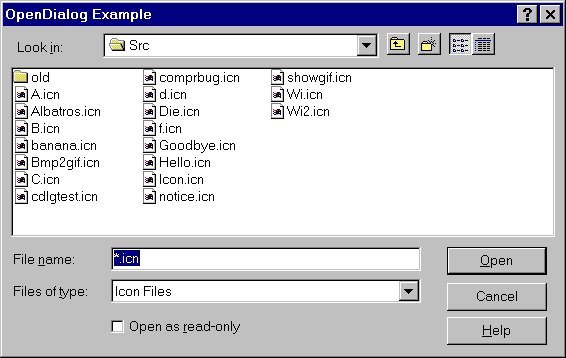 OpenDialog Example
Look in: Src
old comprbug.icn showgif.icn
A.icn d.icn Wi.icn
Albatros.icn Die.icn Wi2.icn
B.icn f.icn
banana.icn Goodbye.icn
Bmp2gif.icn Hello.icn
C.icn Icon.icn
cdlgtest.icn notice.icn
File name: *.icn Open
Files of type: Icon Files Cancel
Open as read-only Help